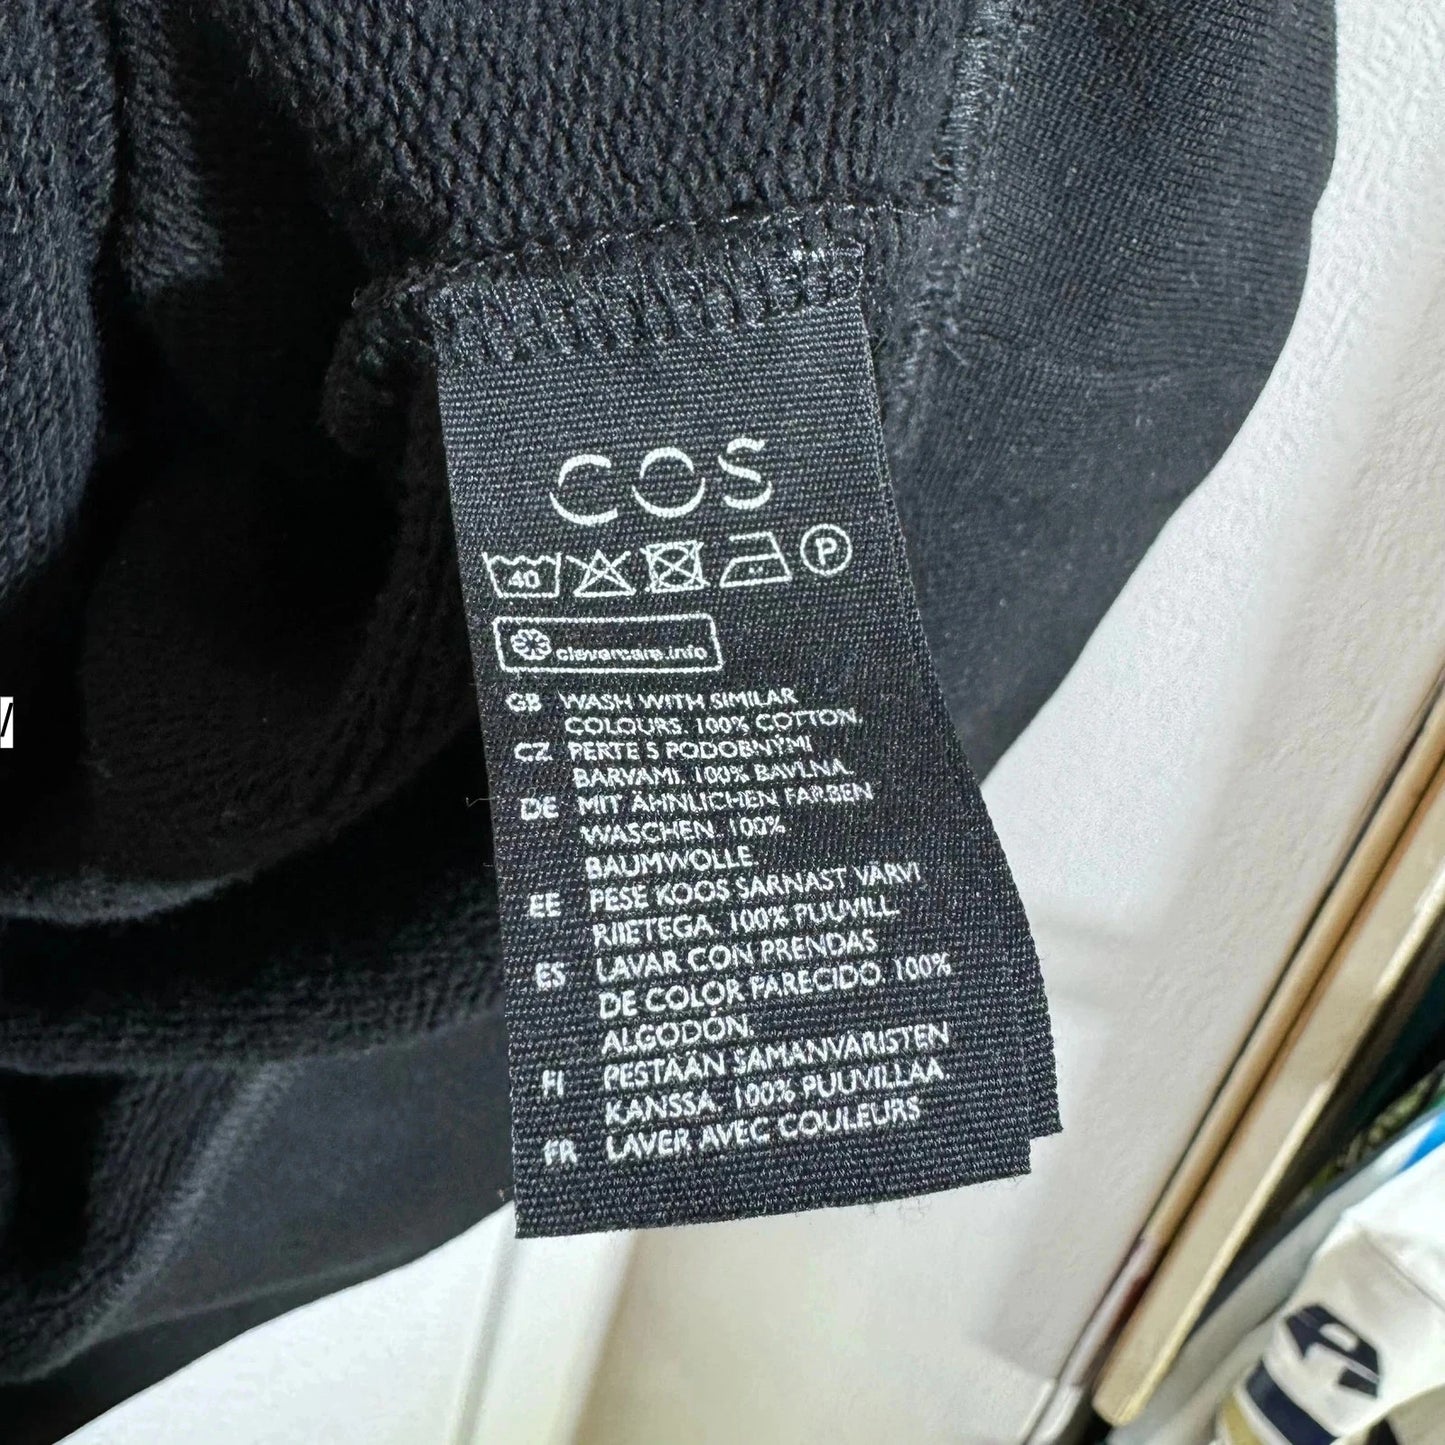 COS
40 P
clevercare.info
GB WASH WITH SIMILAR
COLOURS. 100% COTTON.
CZ PERTE S PODOBNÝMI
BARVAMI. 100% BAVLNA.
DE MIT ÄHNLICHEN FARBEN
WASCHEN. 100%
BAUMWOLLE.
EE PESE KOOS SARNAST VÄRVI
RIIETEGA. 100% PUUVILL.
ES LAVAR CON PRENDAS
DE COLOR PARECIDO. 100%
ALGODÓN.
FI PESTÄÄN SAMANVÄRISTEN
KANSSA. 100% PUUVILLAA
FR LAVER AVEC COULEURS